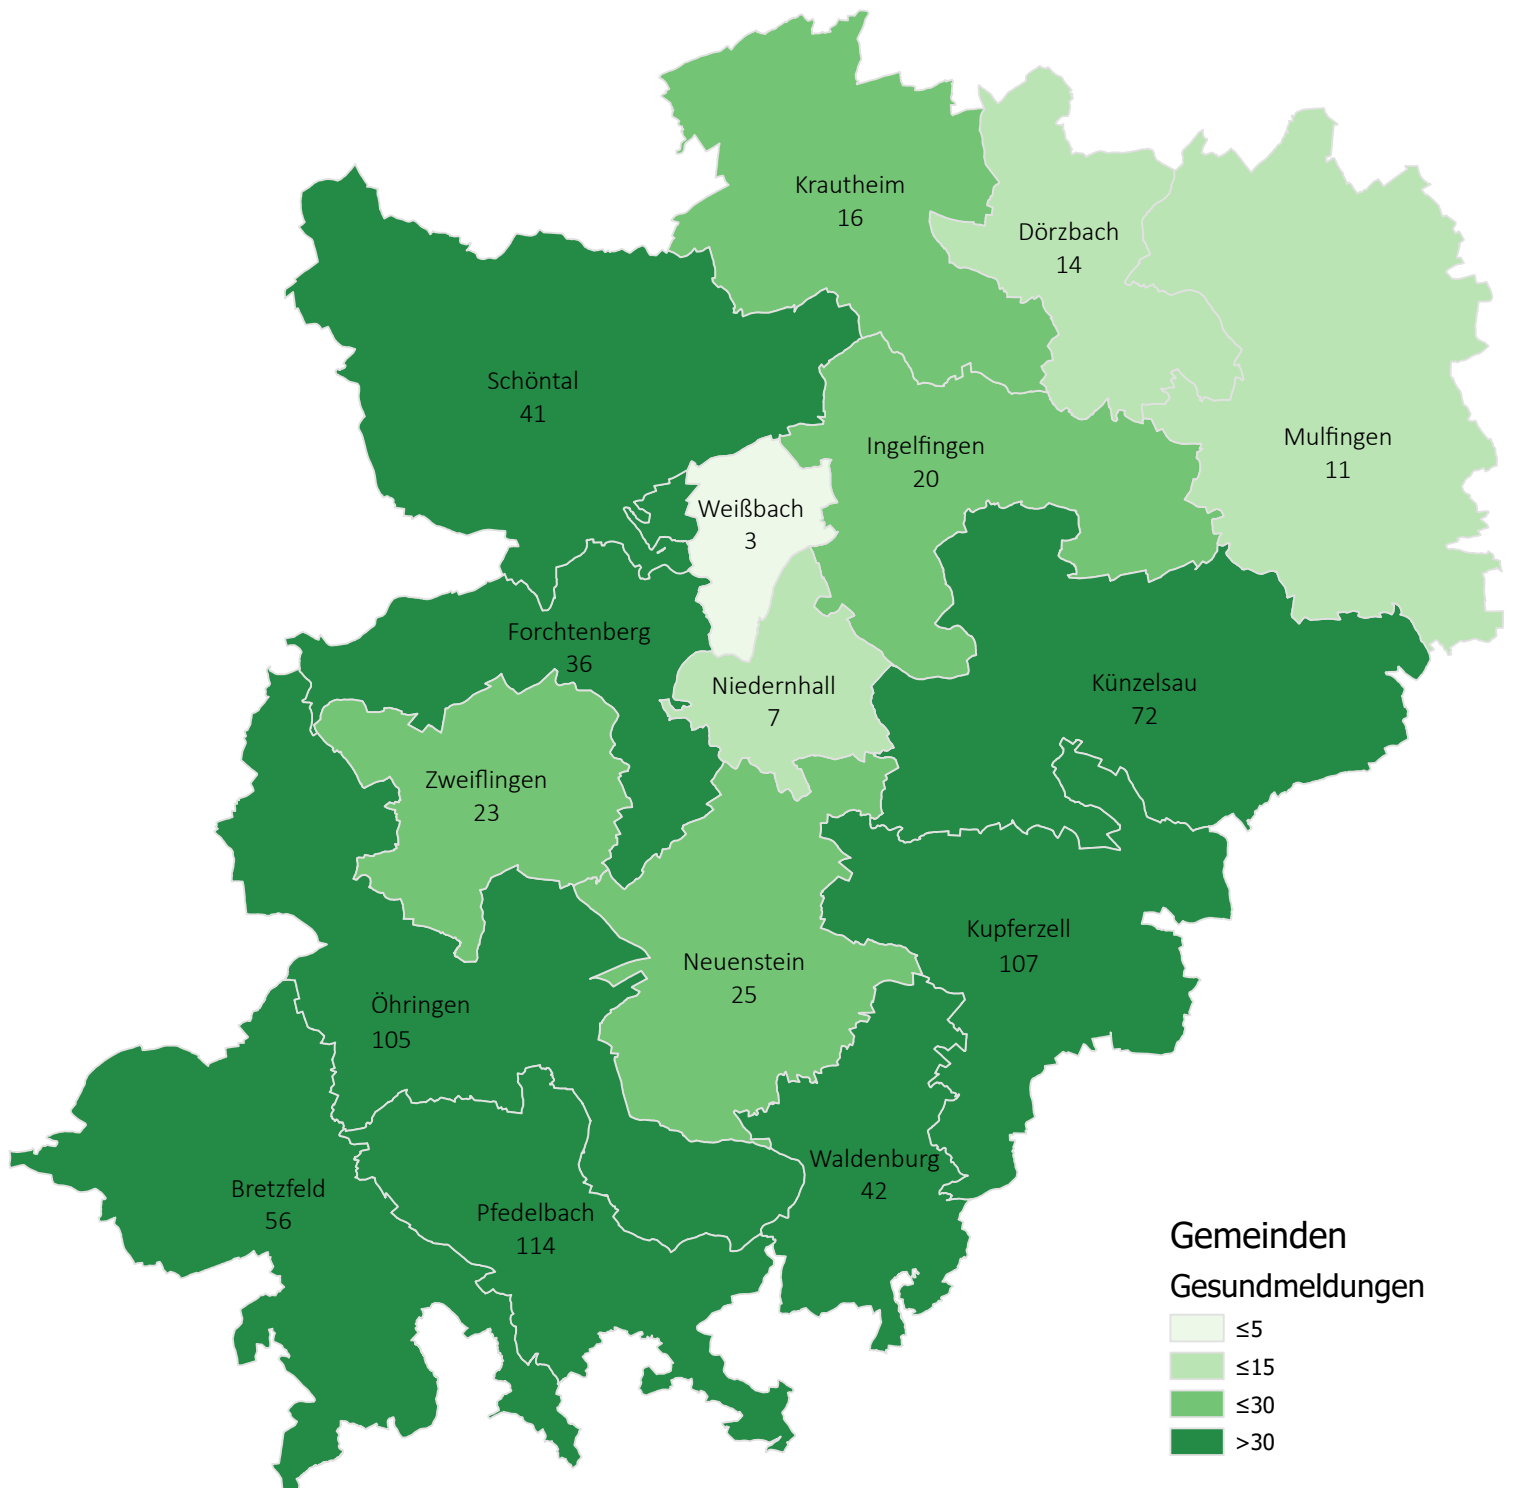 Krautheim
16
Dörzbach
14
Schöntal
41
Mulfingen
11
Ingelfingen
20
Weißbach
3
Forchtenberg
36
Niedernhall
7
Künzelsau
72
Zweiflingen
23
Kupferzell
107
Neuenstein
25
Öhringen
105
Waldenburg
42
Bretzfeld
56
Pfedelbach
114
Gemeinden
Gesundmeldungen
≤5
≤15
≤30
>30